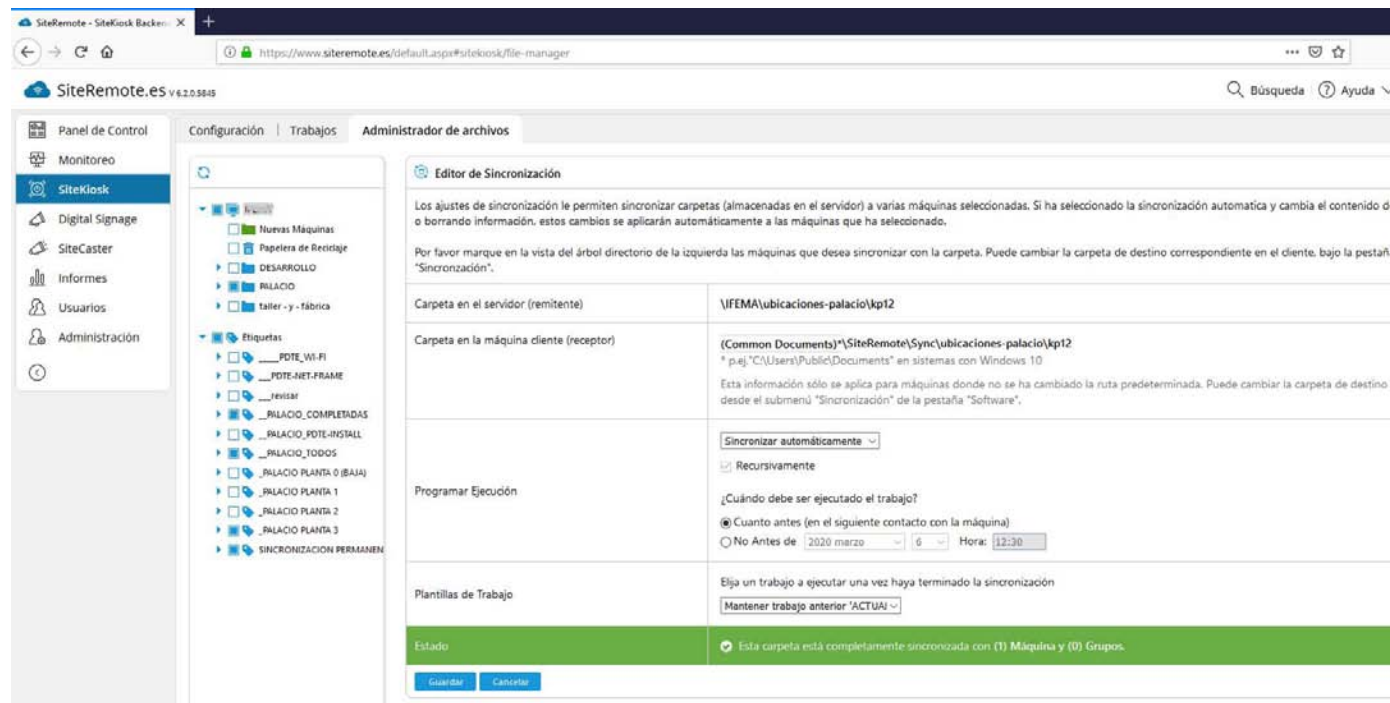 SiteRemote - SiteKiosk Backen
https://www.siteremote.es/default.aspx#sitekiosk/file-manager
SiteRemote.es v 6.2.0.5845
Búsqueda
Ayuda
Panel de Control
Monitoreo
SiteKiosk
Digital Signage
SiteCaster
Informes
Usuarios
Administración
Configuración | Trabajos
Administrador de archivos
Nuevas Máquinas
Papelera de Reciclaje
DESARROLLO
PALACIO
taller - y - fábrica
Etiquetas
____PDTE_WI-FI
__PDTE-NET-FRAME
__revisar
__PALACIO_COMPLETADAS
__PALACIO_PDTE-INSTALL
__PALACIO_TODOS
_PALACIO PLANTA 0 (BAJA)
_PALACIO PLANTA 1
_PALACIO PLANTA 2
_PALACIO PLANTA 3
SINCRONIZACION PERMANEN
Editor de Sincronización
Los ajustes de sincronización le permiten sincronizar carpetas (almacenadas en el servidor) a varias máquinas seleccionadas. Si ha seleccionado la sincronización automatica y cambia el contenido d
o borrando información. estos cambios se aplicarán automáticamente a las máquinas que ha seleccionado.
Por favor marque en la vista del árbol directorio de la izquierda las máquinas que desea sincronizar con la carpeta. Puede cambiar la carpeta de destino correspondiente en el cliente. bajo la pestañ
"Sincronzación".
Carpeta en el servidor (remitente)
\IFEMA\ubicaciones-palacio\kp12
Carpeta en la máquina cliente (receptor)
(Common Documents)*\SiteRemote\Sync\ubicaciones-palacio\kp12
* p.ej."C:\Users\Public\Documents" en sistemas con Windows 10
Esta información sólo se aplica para máquinas donde no se ha cambiado la ruta predeterminada. Puede cambiar la carpeta de destino
desde el submenú "Sincronización" de la pestaña "Software".
Programar Ejecución
Sincronizar automáticamente
Recursivamente
¿Cuándo debe ser ejecutado el trabajo?
Cuanto antes (en el siguiente contacto con la máquina)
No Antes de 2020 marzo 6 Hora: 12:30
Plantillas de Trabajo
Elija un trabajo a ejecutar una vez haya terminado la sincronización
Mantener trabajo anterior 'ACTUAI
Estado
Esta carpeta está completamente sincronizada con (1) Máquina y (0) Grupos.
Guardar
Cancelar